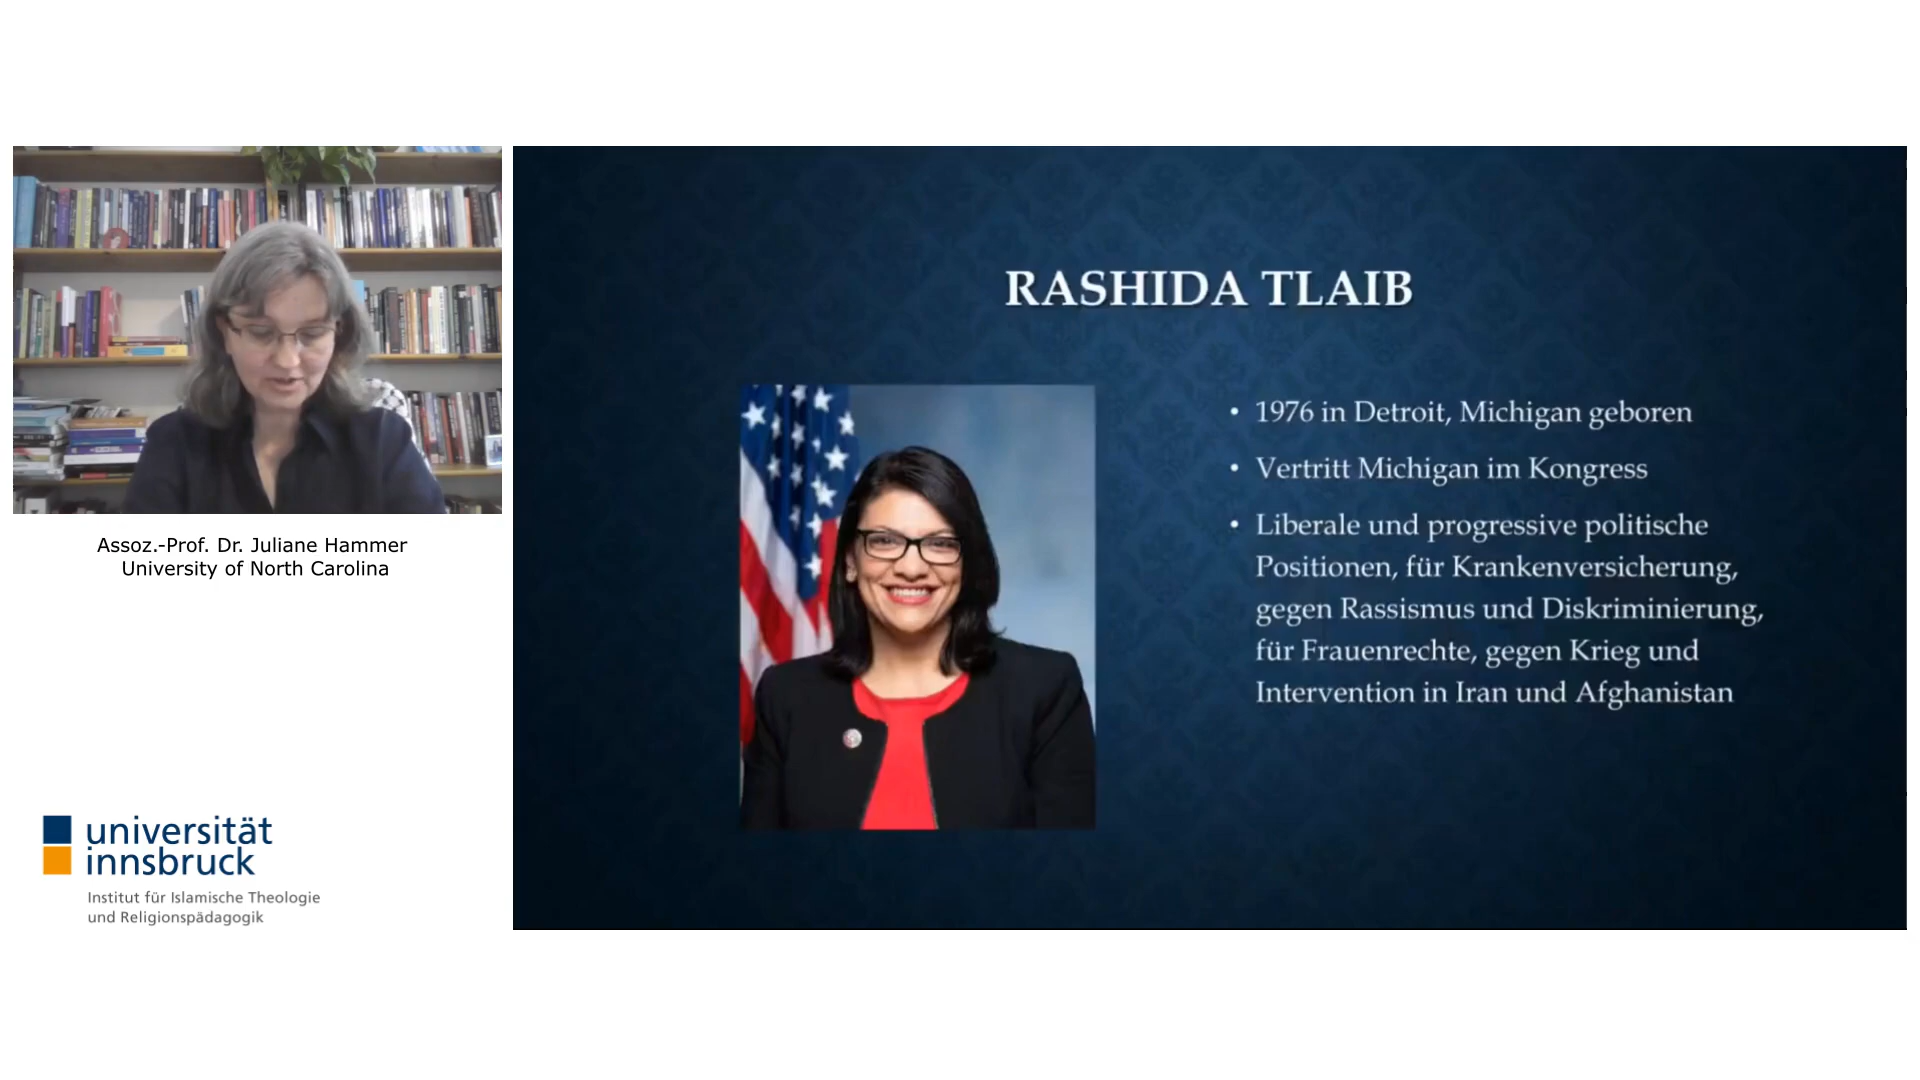 Assoz.-Prof. Dr. Juliane Hammer
University of North Carolina
universität
innsbruck
Institut für Islamische Theologie
und Religionspädagogik
RASHIDA TLAIB
• 1976 in Detroit, Michigan geboren
• Vertritt Michigan im Kongress
• Liberale und progressive politische
Positionen, für Krankenversicherung,
gegen Rassismus und Diskriminierung,
für Frauenrechte, gegen Krieg und
Intervention in Iran und Afghanistan